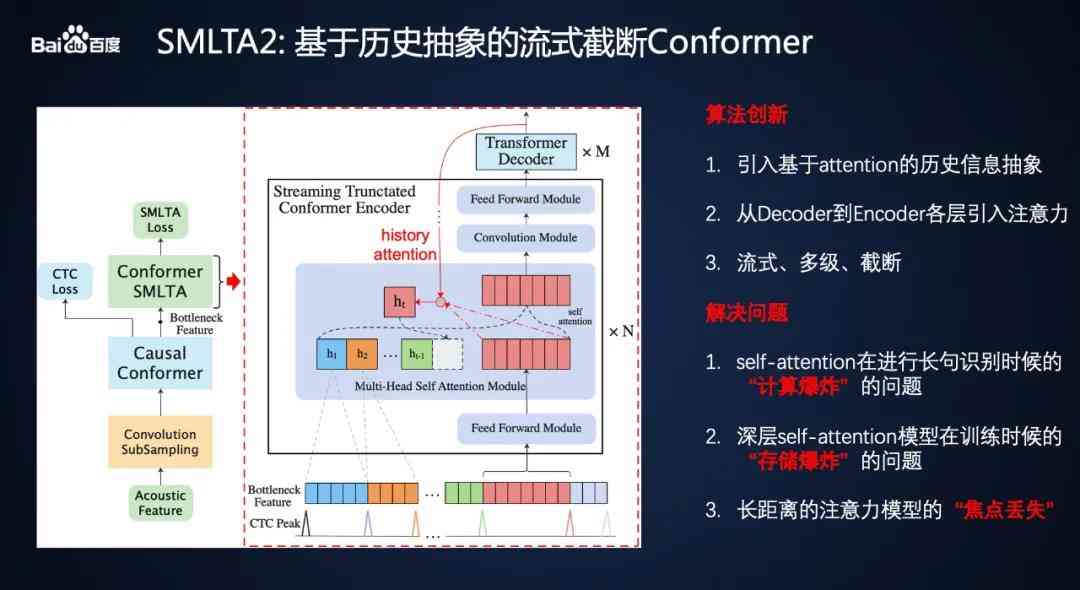 Baidu百度
SMLTA2: 基于历史抽象的流式截断Conformer
SMLTA
Loss
CTC
Loss
Conformer
SMLTA
Bottleneck
Feature
Causal
Conformer
Convolution
SubSampling
Acoustic
Feature
Transformer
Decoder
× M
Streaming Trunctated
Conformer Encoder
Feed Forward Module
Convolution Module
history
attention
ht
self
attention
× N
h1
h2
...
ht-1
Multi-Head Self Attention Module
Feed Forward Module
Bottleneck
Feature
...
CTC Peak
...
算法创新
1. 引入基于attention的历史信息抽象
2. 从Decoder到Encoder各层引入注意力
3. 流式、多级、截断
解决问题
1. self-attention在进行长句识别时候的
“计算爆炸” 的问题
2. 深层self-attention模型在训练时候的
“存储爆炸” 的问题
3. 长距离的注意力模型的 “焦点丢失”